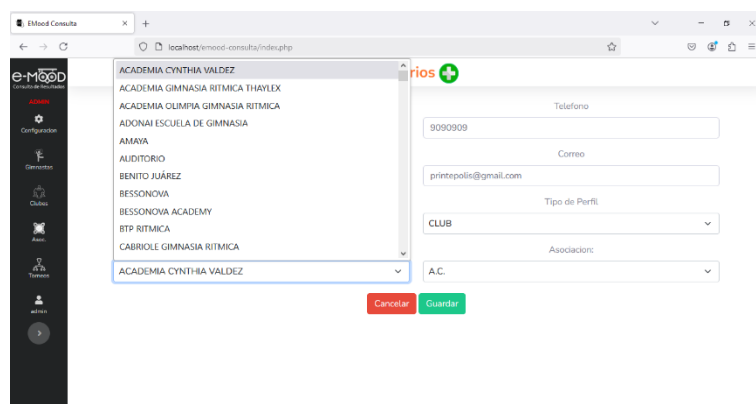 EMood Consulta
localhost/emood-consulta/index.php
e-MOOD
Consulta de Resultados
ADMIN
Configuracion
Gimnastas
Clubes
Asoc.
Torneos
admin
rios
ACADEMIA CYNTHIA VALDEZ
ACADEMIA GIMNASIA RITMICA THAYLEX
ACADEMIA OLIMPIA GIMNASIA RITMICA
ADONAI ESCUELA DE GIMNASIA
AMAYA
AUDITORIO
BENITO JUÁREZ
BESSONOVA
BESSONOVA ACADEMY
BTP RITMICA
CABRIOLE GIMNASIA RITMICA
ACADEMIA CYNTHIA VALDEZ
Telefono
9090909
Correo
printepolis@gmail.com
Tipo de Perfil
CLUB
Asociacion:
A.C.
Cancelar
Guardar